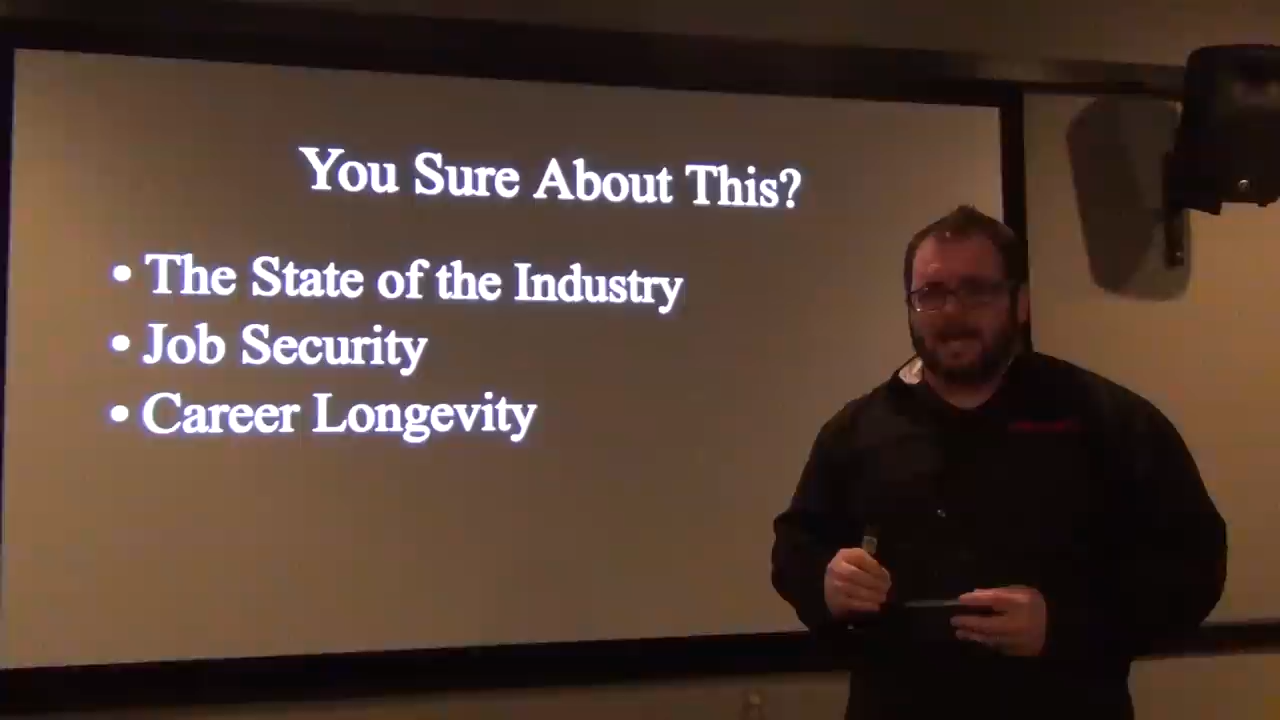 You Sure About This?
• The State of the Industry
• Job Security
• Career Longevity